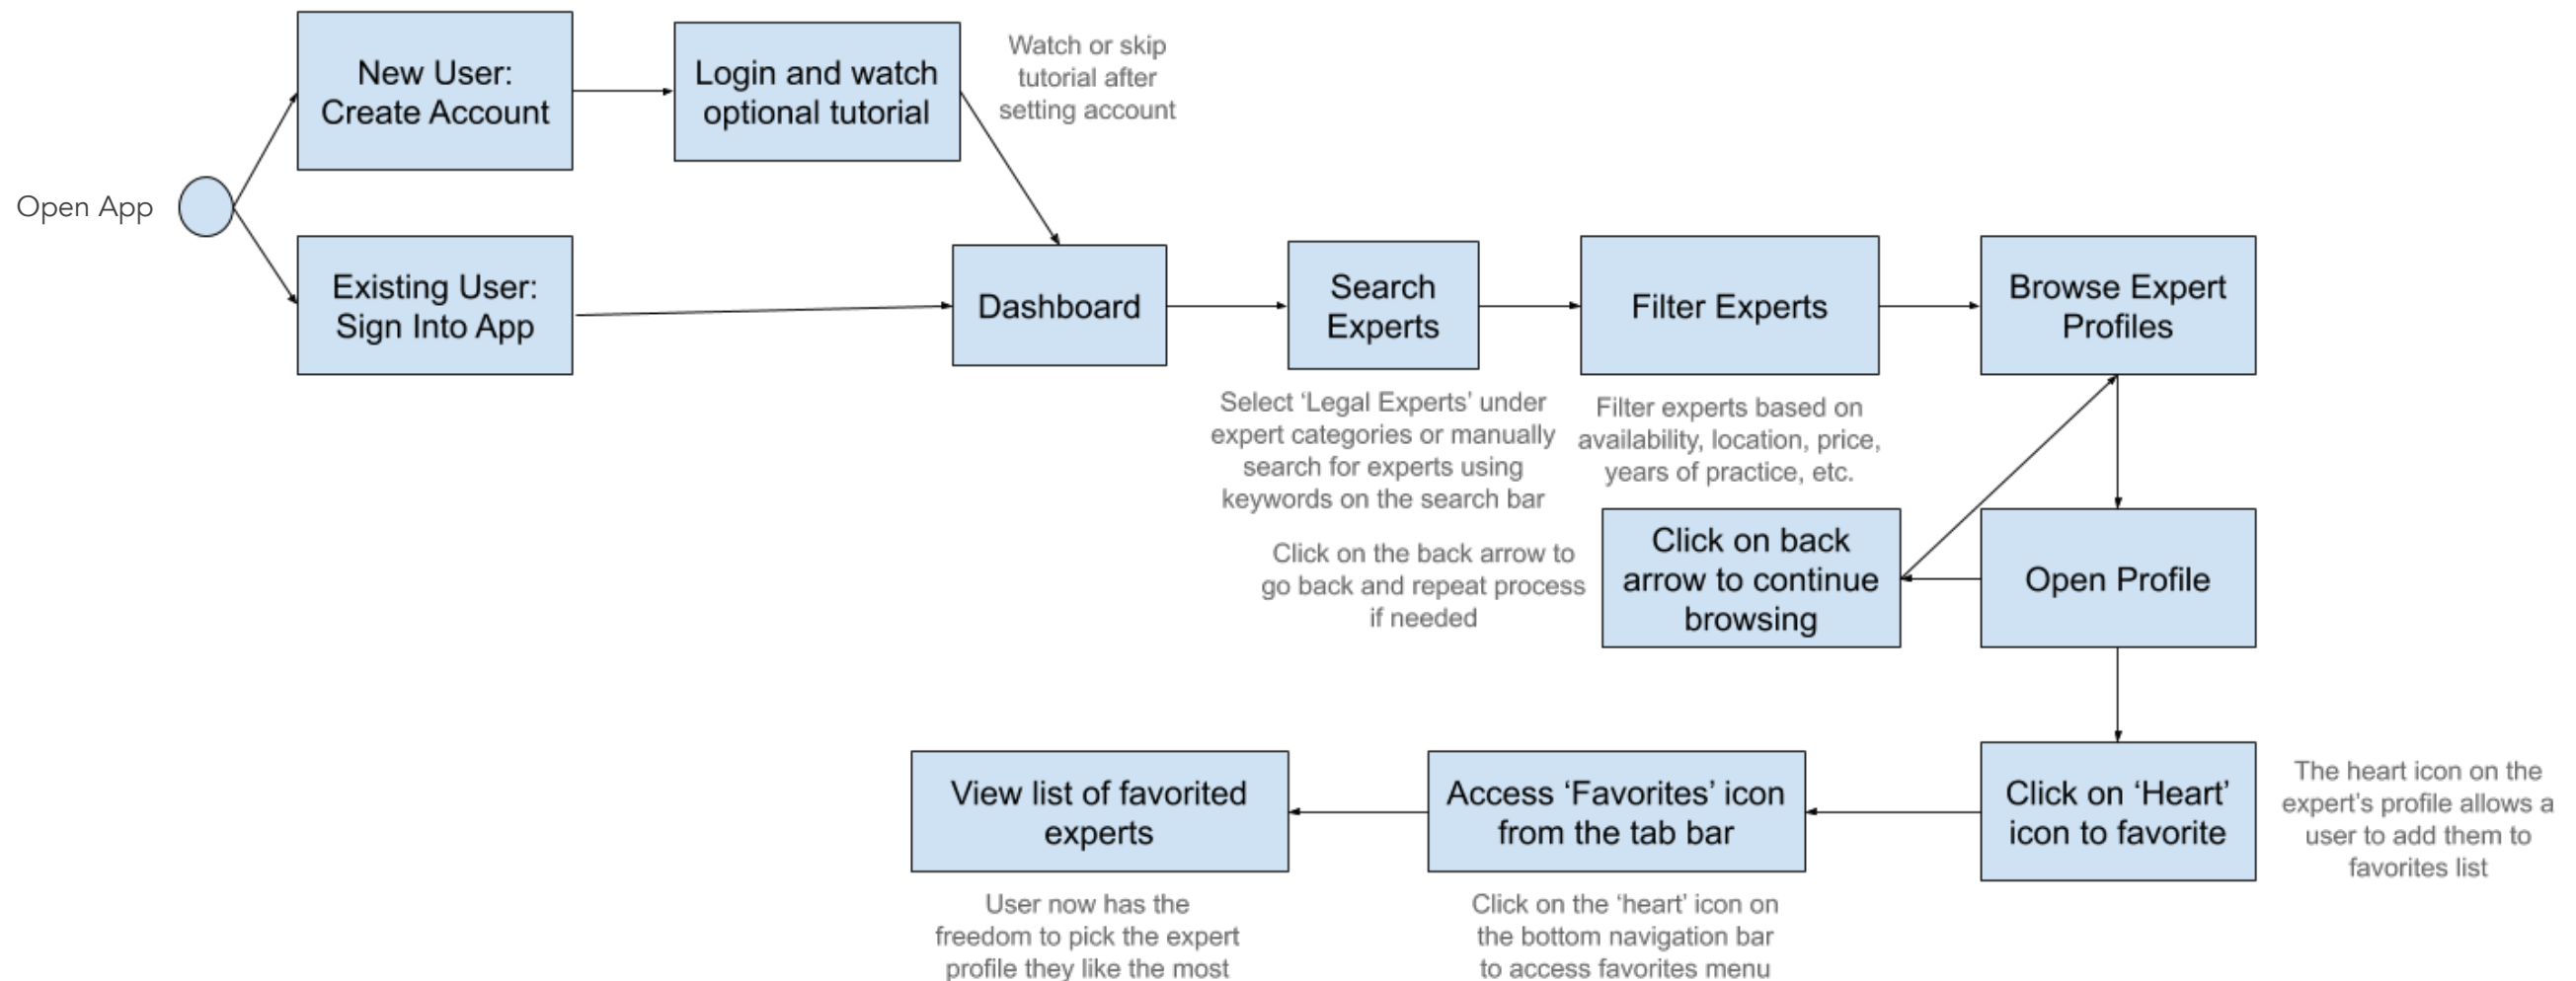 New User:
Create Account
Login and watch
optional tutorial
Watch or skip
tutorial after
setting account
Open App
Existing User:
Sign Into App
Dashboard
Search
Experts
Filter Experts
Browse Expert
Profiles
Select ‘Legal Experts’ under
expert categories or manually
search for experts using
keywords on the search bar
Filter experts based on
availability, location, price,
years of practice, etc.
Click on the back arrow to
go back and repeat process
if needed
Click on back
arrow to continue
browsing
Open Profile
View list of favorited
experts
Access ‘Favorites’ icon
from the tab bar
Click on ‘Heart’
icon to favorite
The heart icon on the
expert’s profile allows a
user to add them to
favorites list
User now has the
freedom to pick the expert
profile they like the most
Click on the ‘heart’ icon on
the bottom navigation bar
to access favorites menu